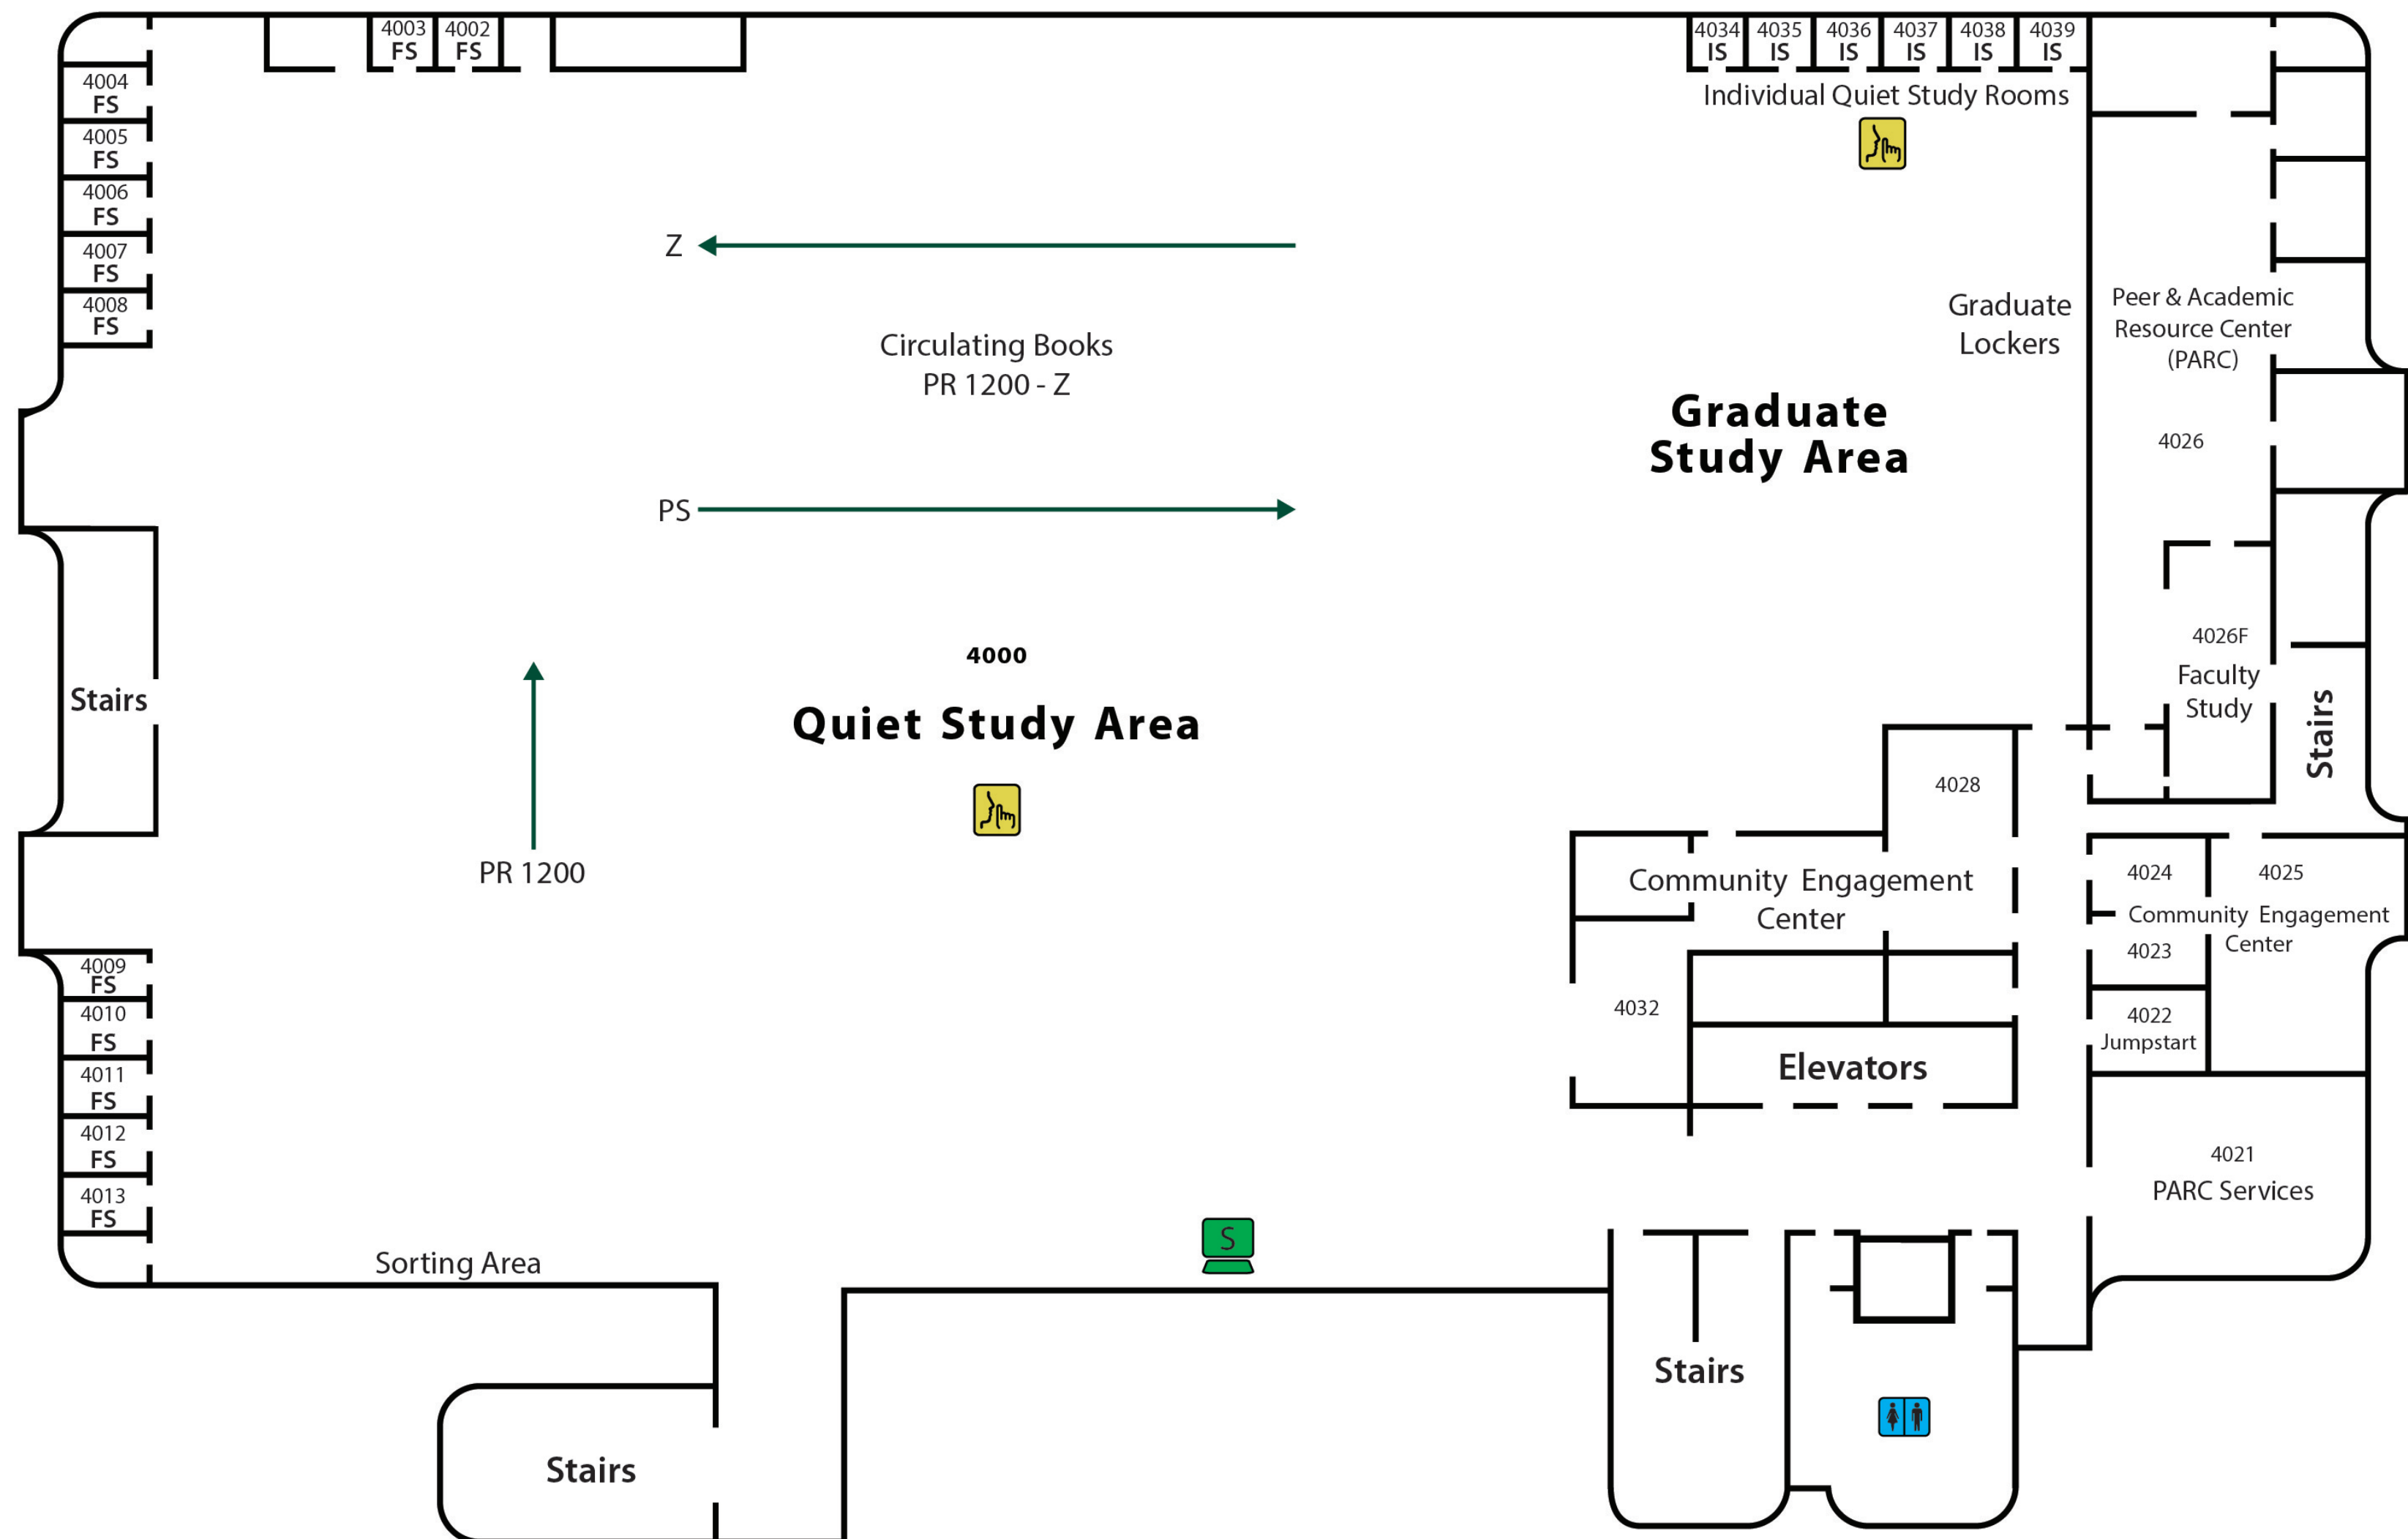 4003
FS
4002
FS
4034
IS
4035
IS
4036
IS
4037
IS
4038
IS
4039
IS
Individual Quiet Study Rooms
4004
FS
4005
FS
4006
FS
4007
FS
4008
FS
Z
Circulating Books
PR 1200 - Z
PS
Graduate
Lockers
Graduate
Study Area
Peer & Academic
Resource Center
(PARC)
4026
4026F
Faculty
Study
Stairs
Stairs
4000
Quiet Study Area
PR 1200
4028
Community Engagement
Center
4032
Elevators
4024
4025
Community Engagement
Center
4023
4022
Jumpstart
4021
PARC Services
4009
FS
4010
FS
4011
FS
4012
FS
4013
FS
Sorting Area
S
Stairs
Stairs